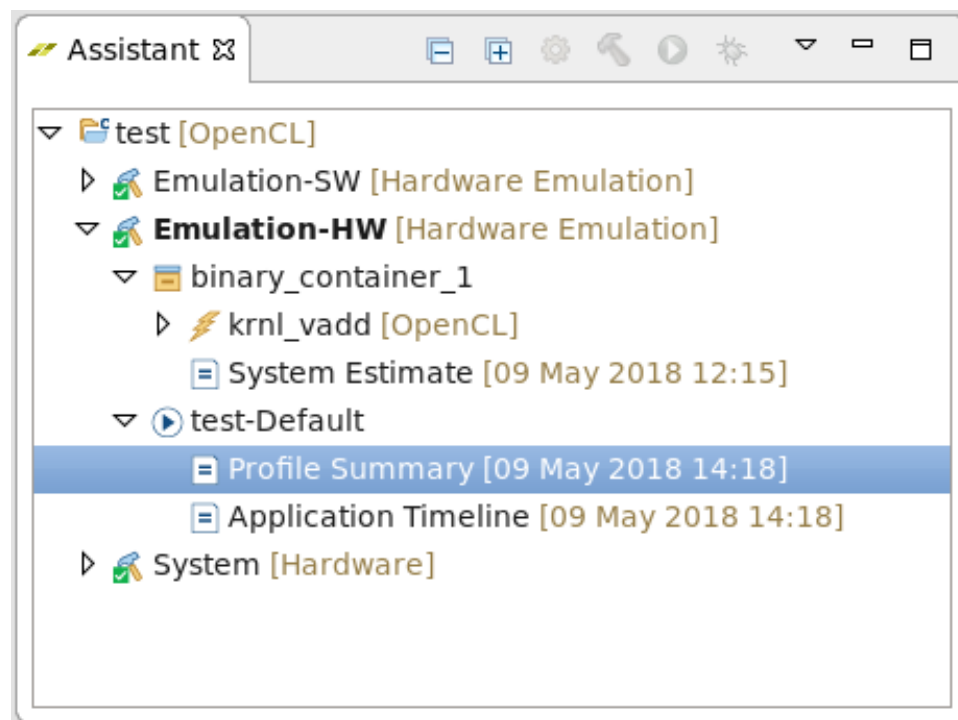 Assistant
test [OpenCL]
Emulation-SW [Hardware Emulation]
Emulation-HW [Hardware Emulation]
binary_container_1
krnl_vadd [OpenCL]
System Estimate [09 May 2018 12:15]
test-Default
Profile Summary [09 May 2018 14:18]
Application Timeline [09 May 2018 14:18]
System [Hardware]